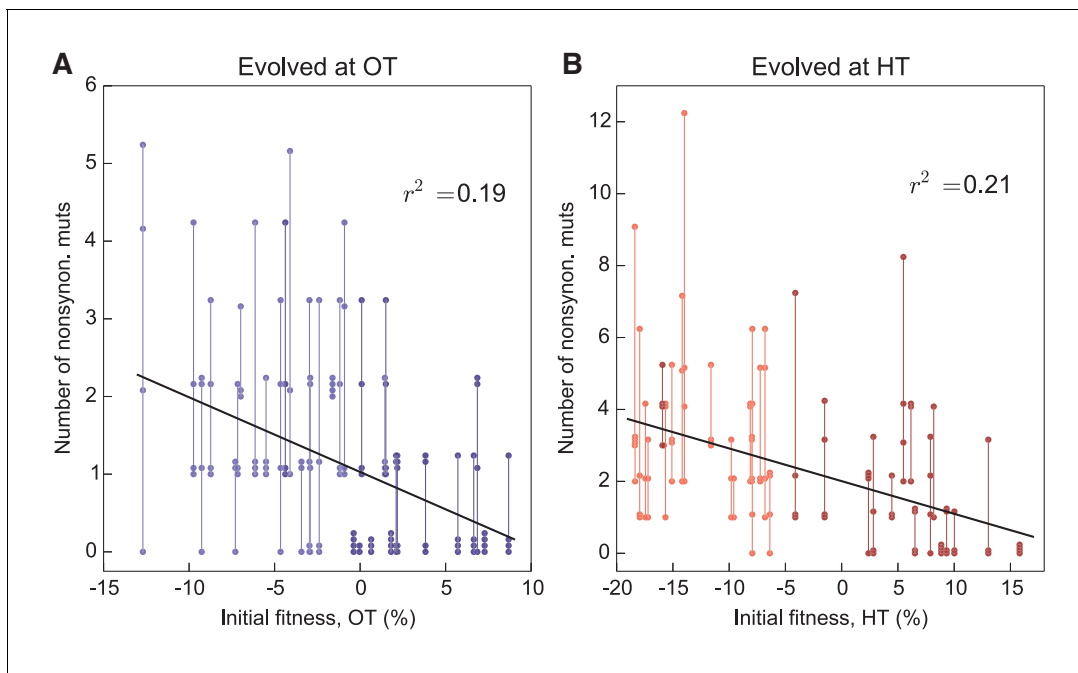 A
Evolved at OT
Number of nonsynon. muts
6
5
4
3
2
1
0
r² =0.19
-15
-10
-5
0
5
10
Initial fitness, OT (%)
B
Evolved at HT
Number of nonsynon. muts
12
10
8
6
4
2
0
r² =0.21
-20
-15
-10
-5
0
5
10
15
Initial fitness, HT (%)